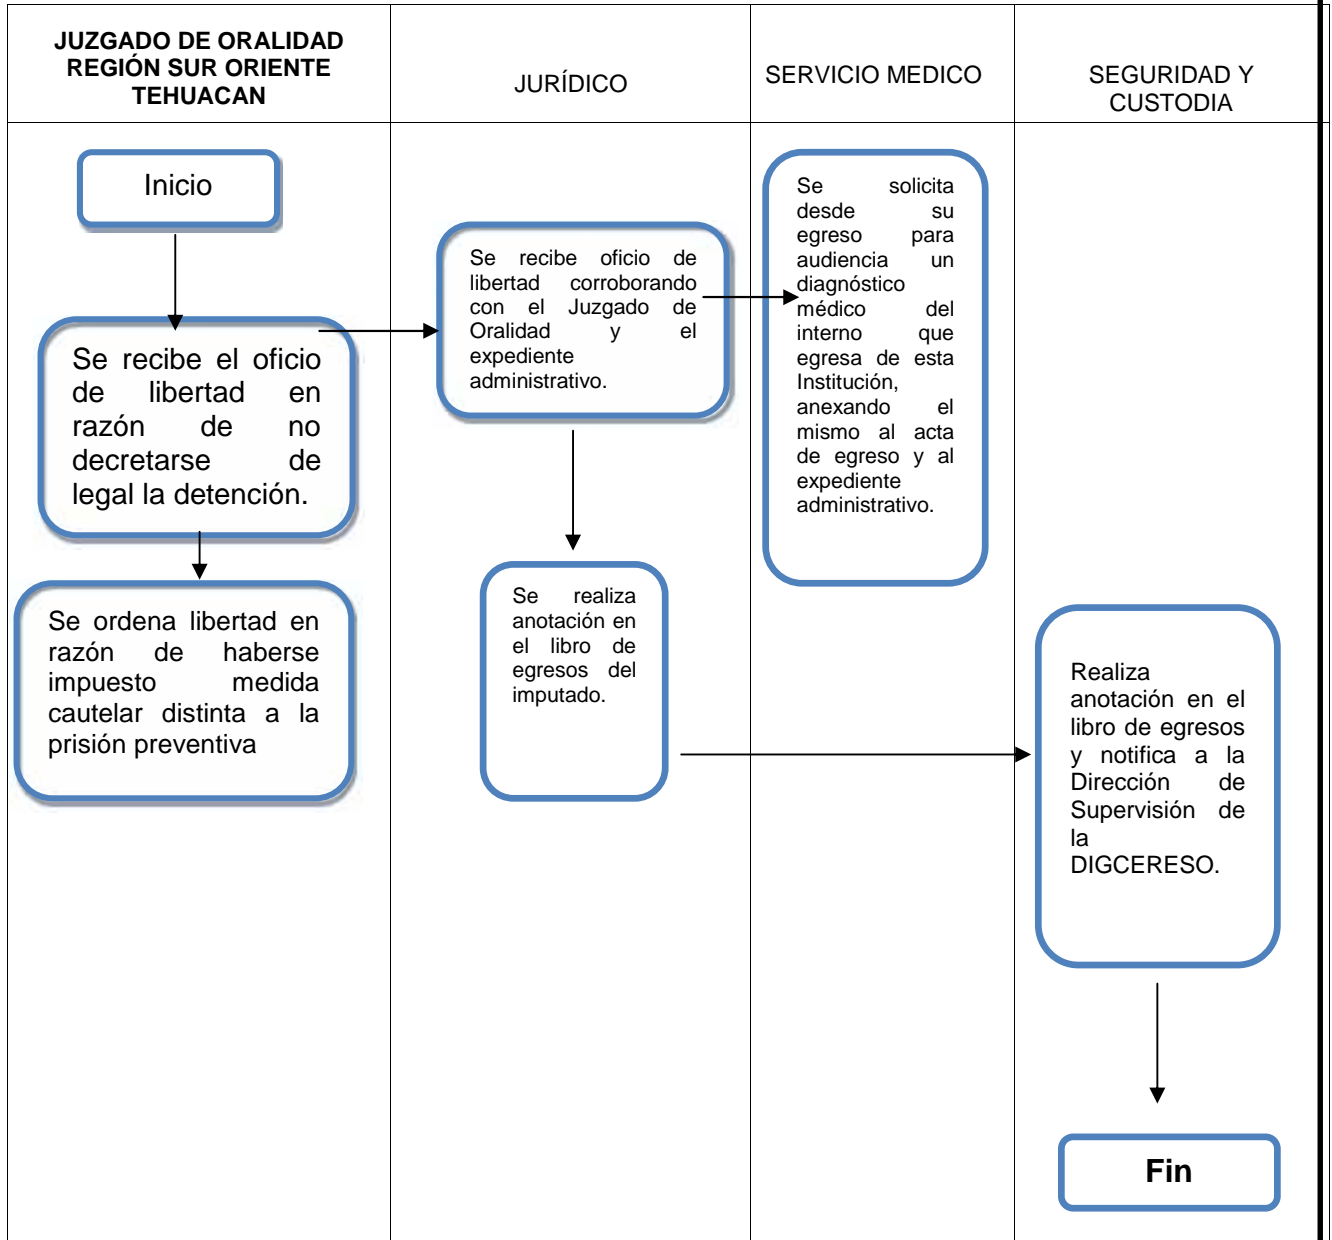 JUZGADO DE ORALIDAD
REGIÓN SUR ORIENTE
TEHUACAN
JURÍDICO
SERVICIO MEDICO
SEGURIDAD Y
CUSTODIA
Inicio
Se recibe el oficio
de libertad en
razón de no
decretarse de
legal la detención.
Se ordena libertad en
razón de haberse
impuesto medida
cautelar distinta a la
prisión preventiva
Se recibe oficio de
libertad corroborando
con el Juzgado de
Oralidad y el
expediente
administrativo.
Se realiza
anotación en
el libro de
egresos del
imputado.
Se solicita
desde su
egreso para
audiencia un
diagnóstico
médico del
interno que
egresa de esta
Institución,
anexando el
mismo al acta
de egreso y al
expediente
administrativo.
Realiza
anotación en el
libro de egresos
y notifica a la
Dirección de
Supervisión de
la
DIGCERESO.
Fin